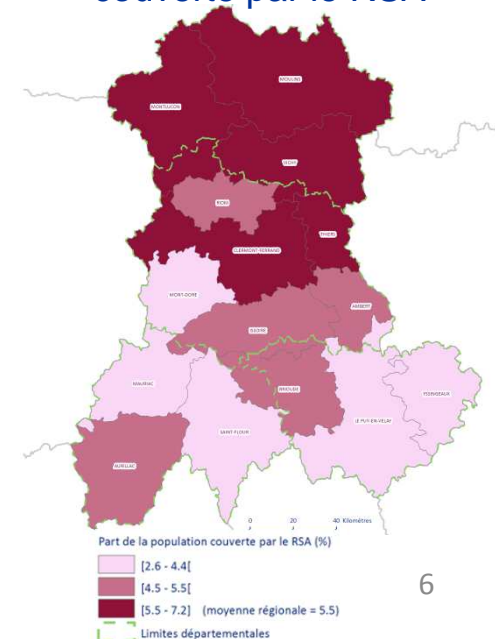 couverte par le RSA
MOULINS
MONTLUCON
VICHY
RIOM
THIERS
CLERMONT-FERRAND
MONT-DORE
AMBERT
ISSOIRE
MAURIAC
BRIOUDE
YSSINGEAUX
LE PUY-EN-VELAY
SAINT-FLOUR
AURILLAC
0 20 40 Kilomètres
Part de la population couverte par le RSA (%)
[2.6 - 4.4[
[4.5 - 5.5[
[5.5 - 7.2] (moyenne régionale = 5.5)
Limites départementales
6